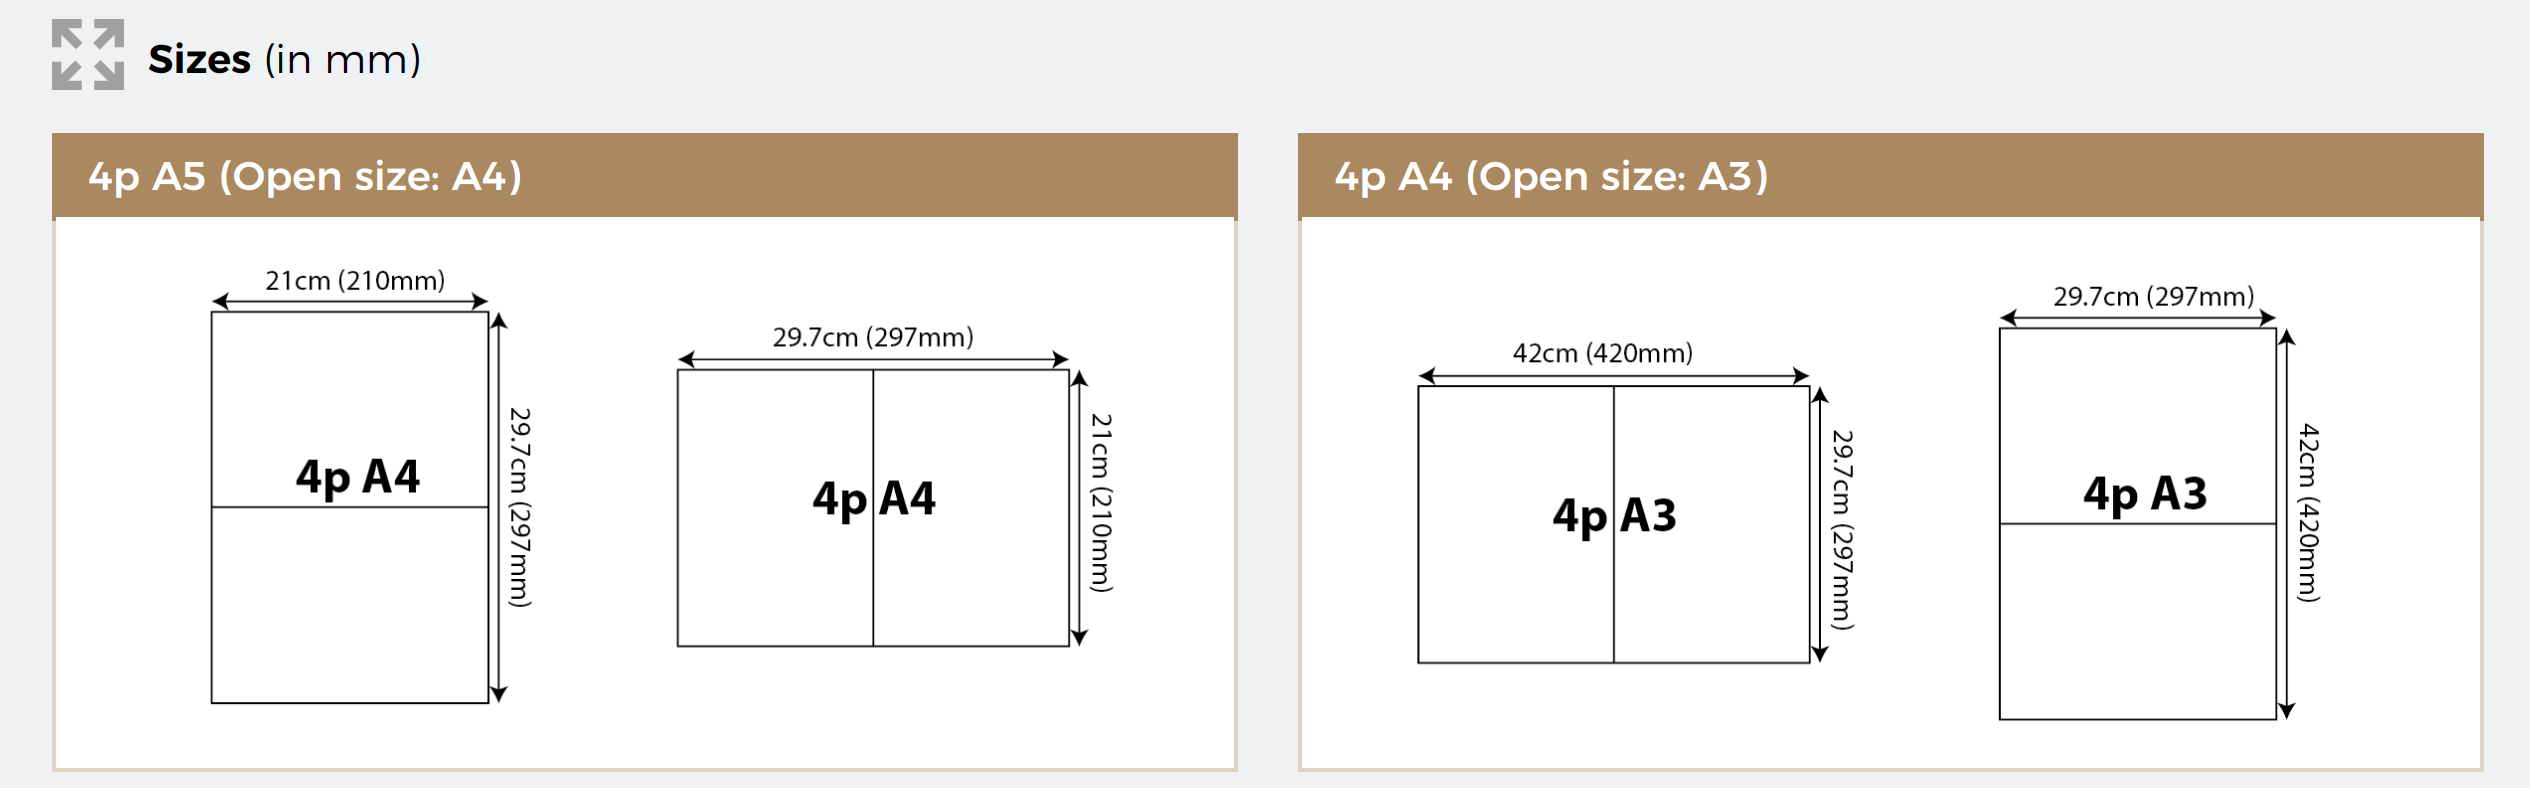 Sizes (in mm)
4p A5 (Open size: A4)
21cm (210mm)
29.7cm (297mm)
4p A4
29.7cm (297mm)
21cm (210mm)
4p A4
4p A4 (Open size: A3)
42cm (420mm)
29.7cm (297mm)
4p A3
29.7cm (297mm)
42cm (420mm)
4p A3